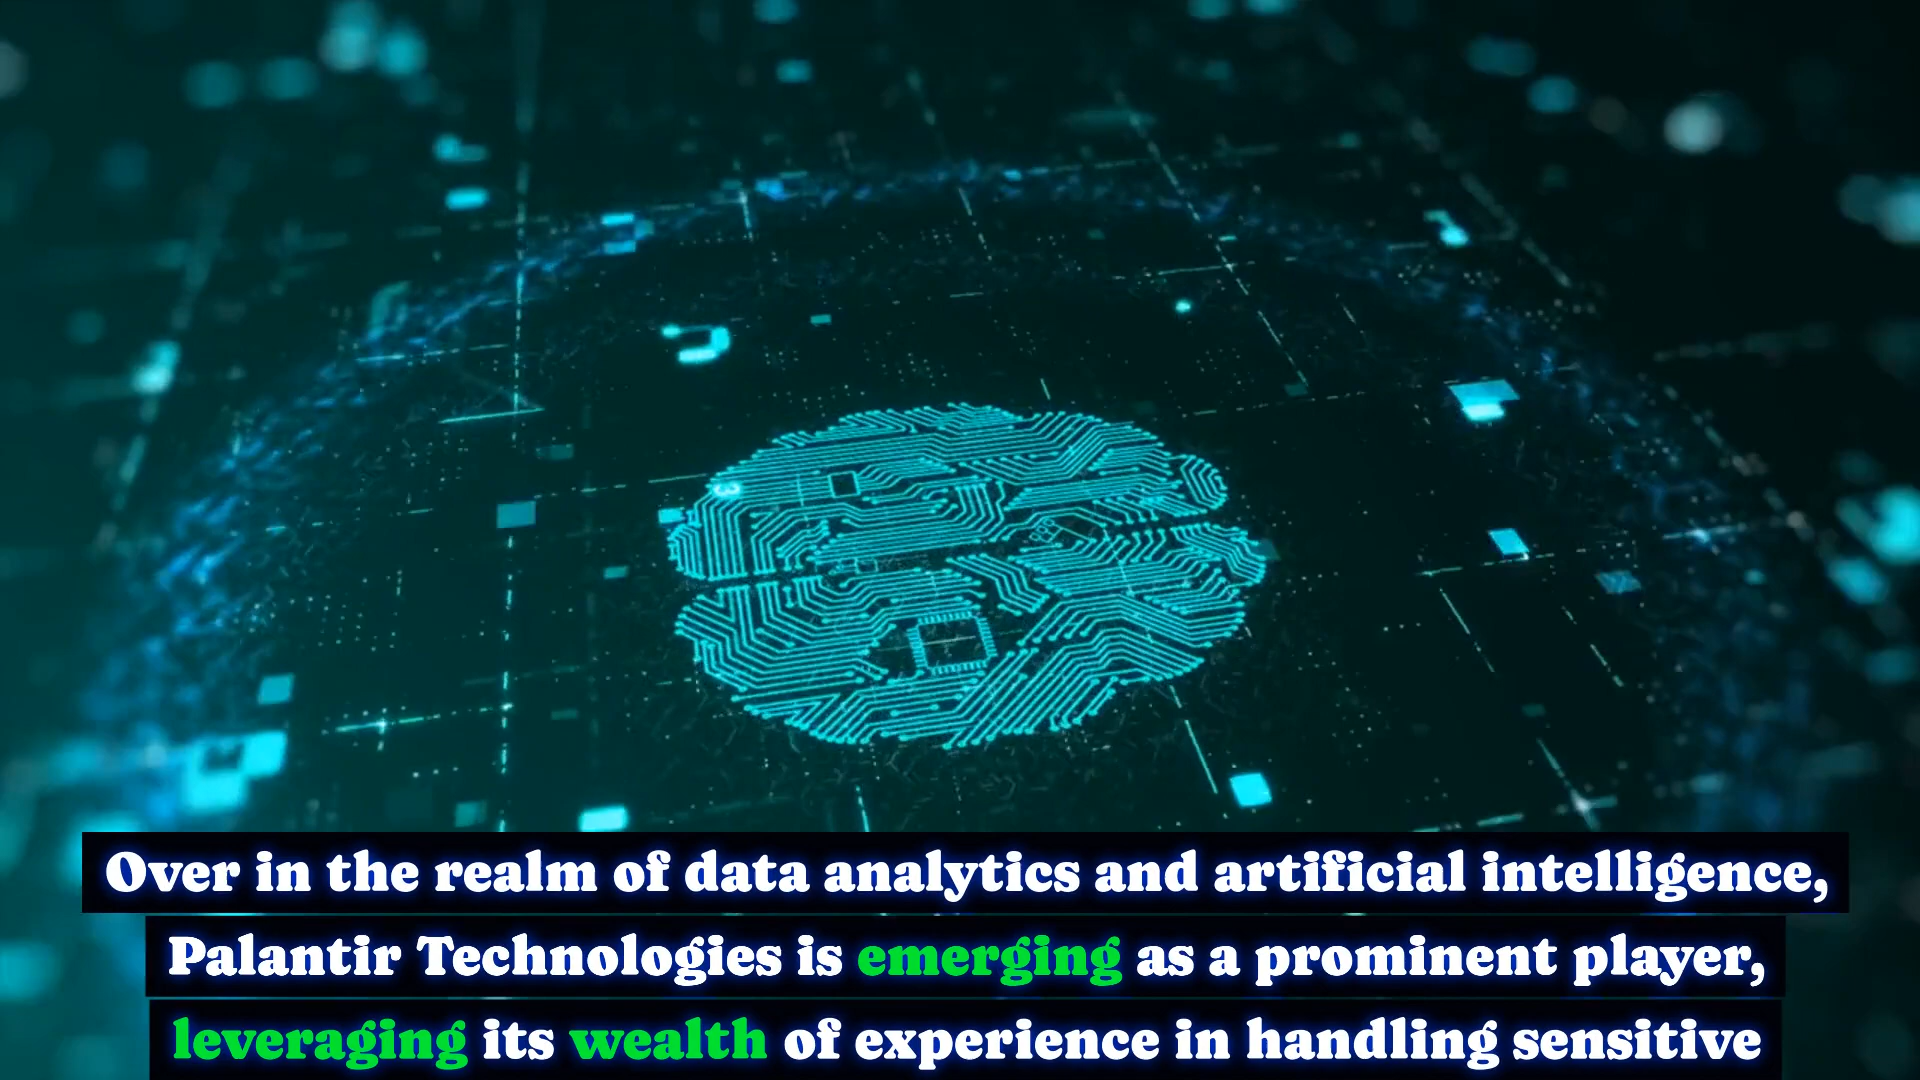 Over in the realm of data analytics and artificial intelligence,
Palantir Technologies is emerging as a prominent player,
leveraging its wealth of experience in handling sensitive